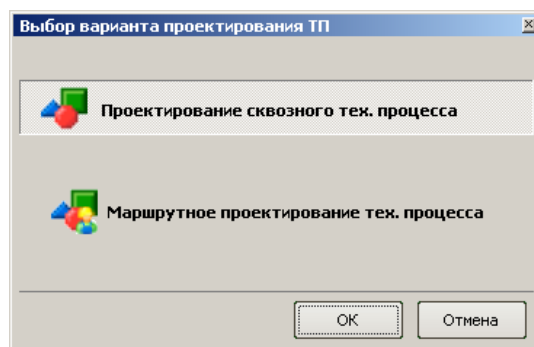 Выбор варианта проектирования ТП
Проектирование сквозного тех. процесса
Маршрутное проектирование тех. процесса
ОК
Отмена